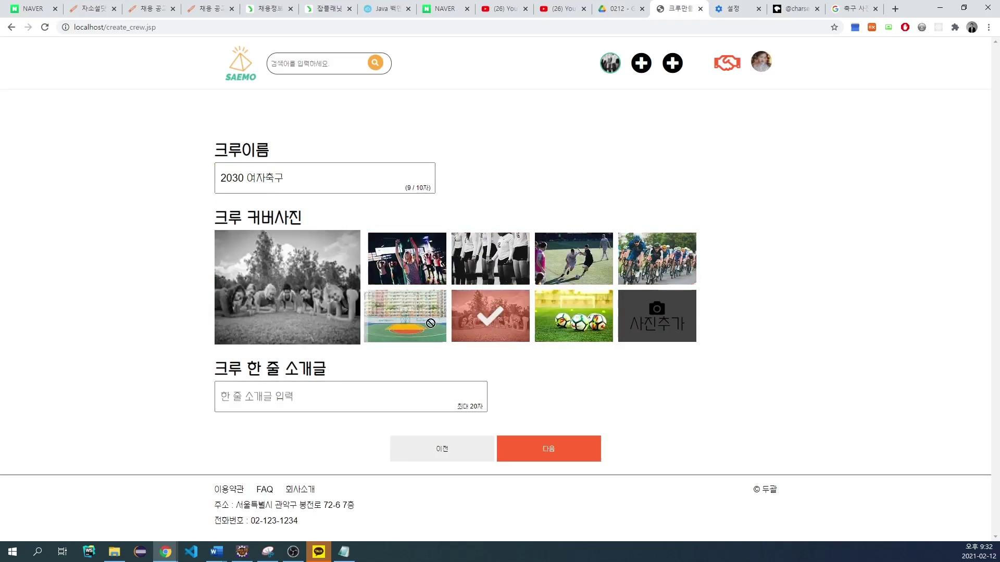 NAVER
자소설닷
채용 공고
채용 공고
채용정보
잡플래닛
Java 백엔
NAVER
(26) You
(26) You
0212 - G
크루만들
설정
@charse
축구 사진
localhost/create_crew.jsp
SAEMO
검색어를 입력하세요.
크루이름
2030 여자축구
(9 / 10자)
크루 커버사진
사진추가
크루 한 줄 소개글
한 줄 소개글 입력
최대 20자
이전
다음
이용약관 FAQ 회사소개
© 두괄
주소 : 서울특별시 관악구 봉천로 72-6 7층
전화번호 : 02-123-1234
오후 9:32
2021-02-12